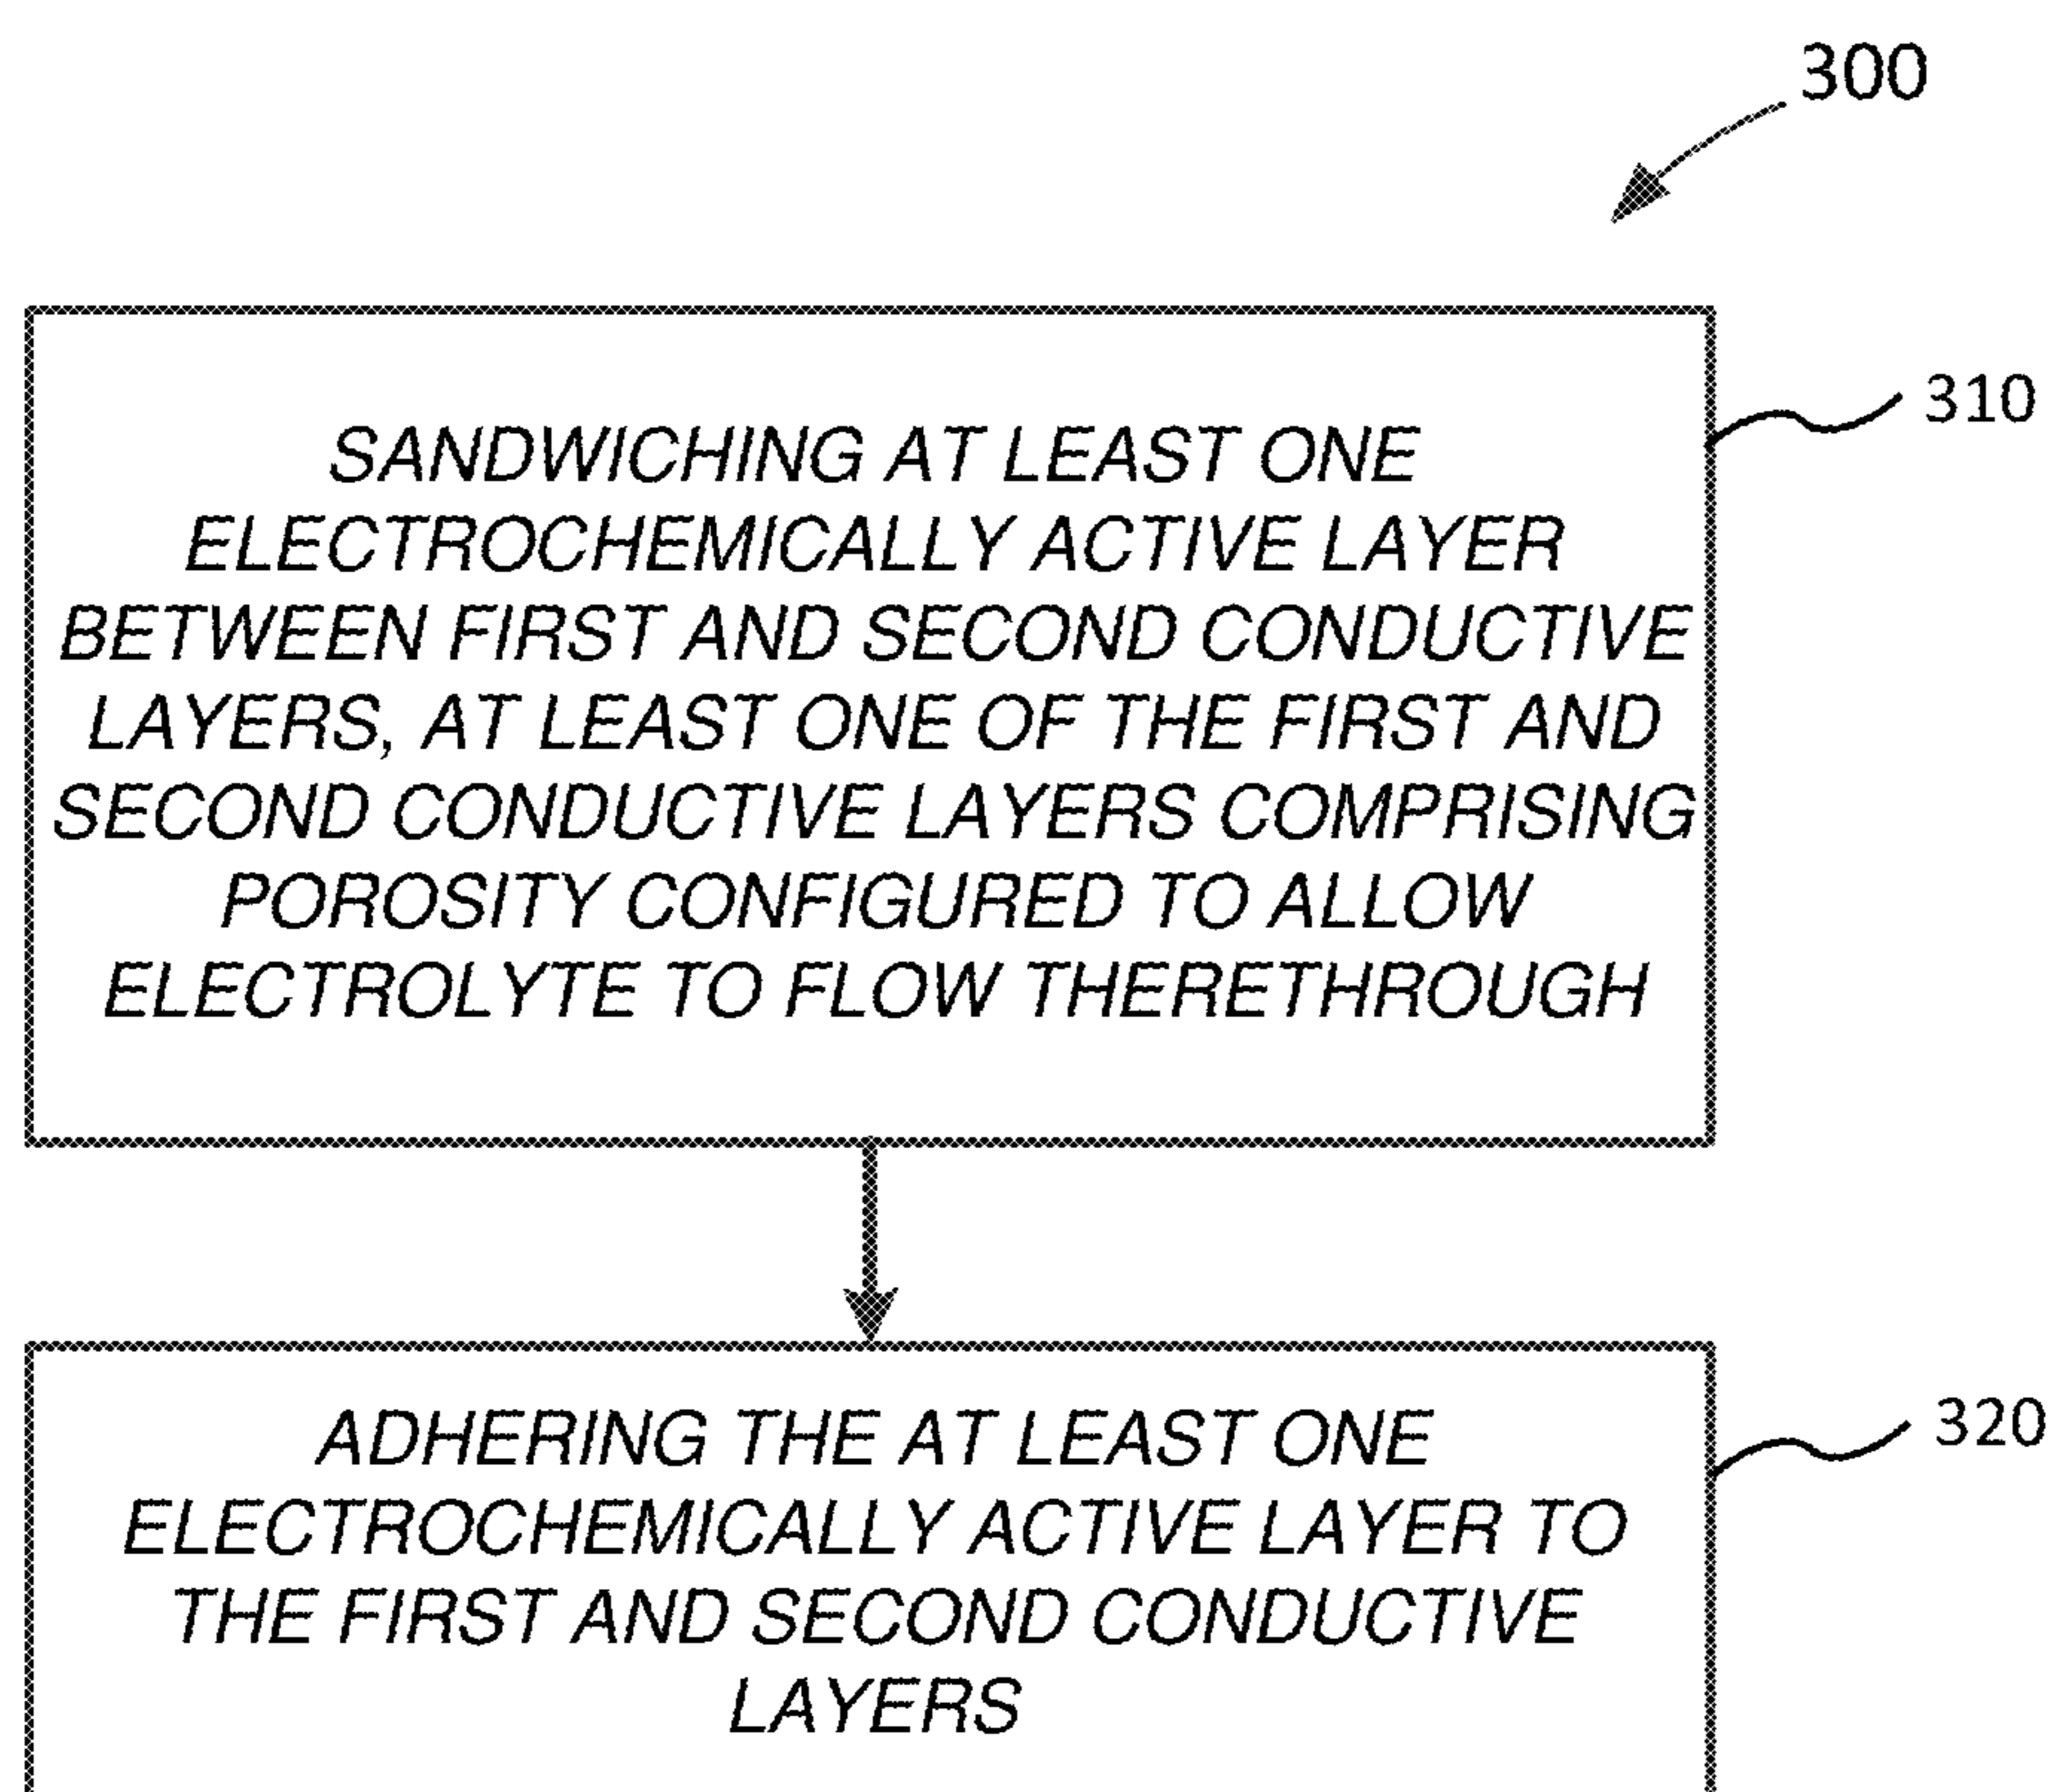 300
310
SANDWICHING AT LEAST ONE
ELECTROCHEMICALLY ACTIVE LAYER
BETWEEN FIRST AND SECOND CONDUCTIVE
LAYERS, AT LEAST ONE OF THE FIRST AND
SECOND CONDUCTIVE LAYERS COMPRISING
POROSITY CONFIGURED TO ALLOW
ELECTROLYTE TO FLOW THERETHROUGH
320
ADHERING THE AT LEAST ONE
ELECTROCHEMICALLY ACTIVE LAYER TO
THE FIRST AND SECOND CONDUCTIVE
LAYERS